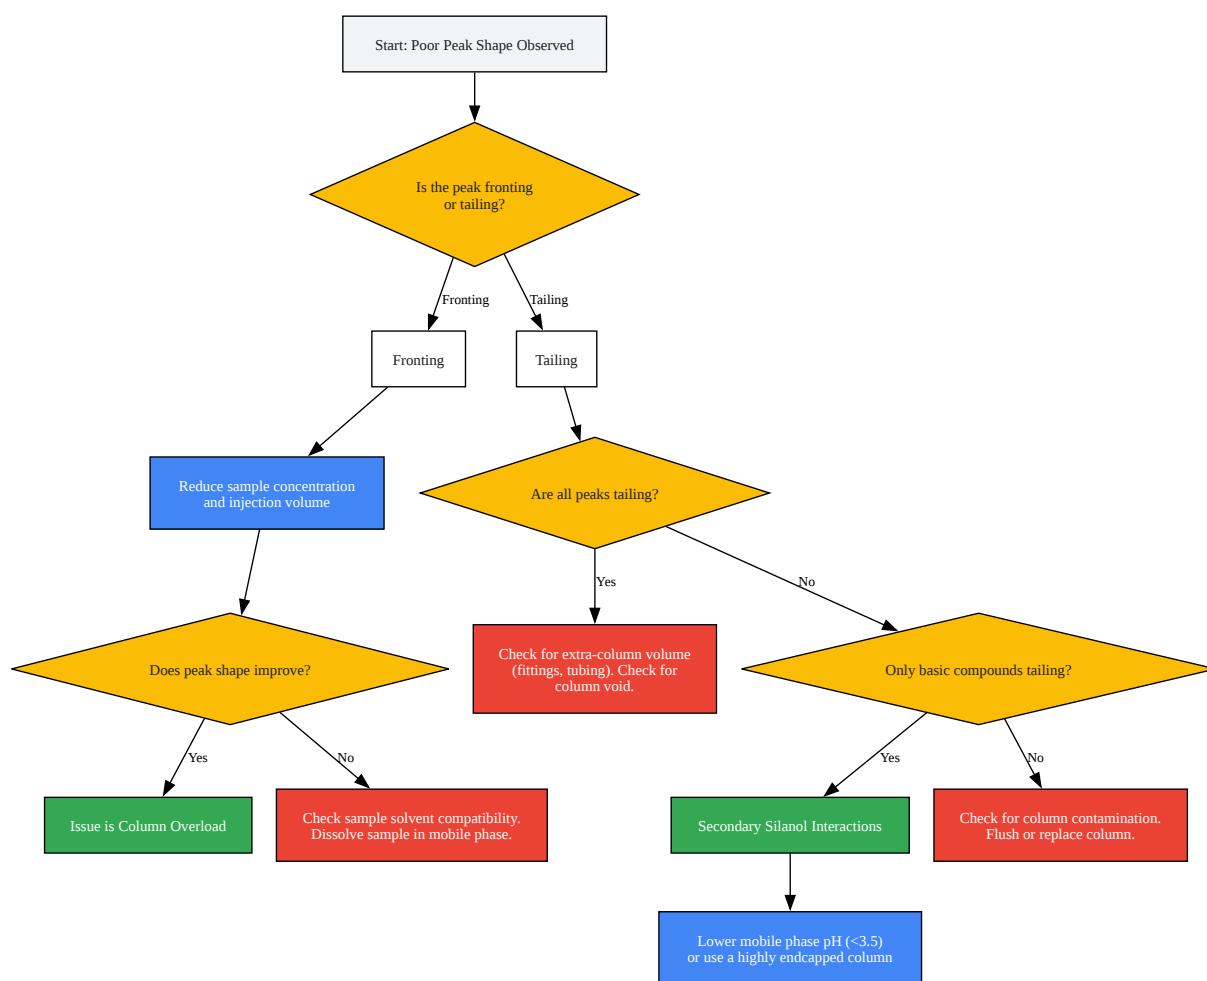 Start: Poor Peak Shape Observed
Is the peak fronting
or tailing?
Fronting
Tailing
Fronting
Tailing
Reduce sample concentration
and injection volume
Are all peaks tailing?
Yes
No
Does peak shape improve?
Check for extra-column volume
(fittings, tubing). Check for
column void.
Only basic compounds tailing?
Yes
No
Yes
No
Issue is Column Overload
Check sample solvent compatibility.
Dissolve sample in mobile phase.
Secondary Silanol Interactions
Check for column contamination.
Flush or replace column.
Lower mobile phase pH (<3.5)
or use a highly endcapped column